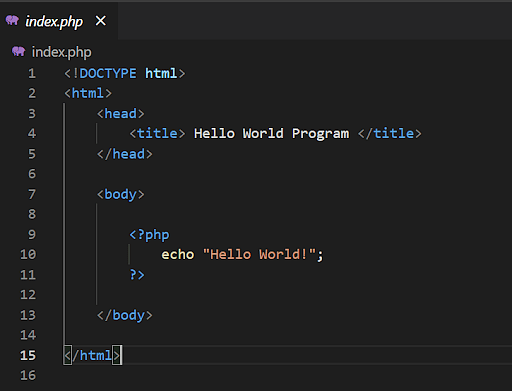 index.php ×
index.php
1 <!DOCTYPE html>
2 <html>
3     <head>
4         <title> Hello World Program </title>
5     </head>
6
7     <body>
8
9         <?php
10             echo "Hello World!";
11         ?>
12
13     </body>
14
15 </html>
16